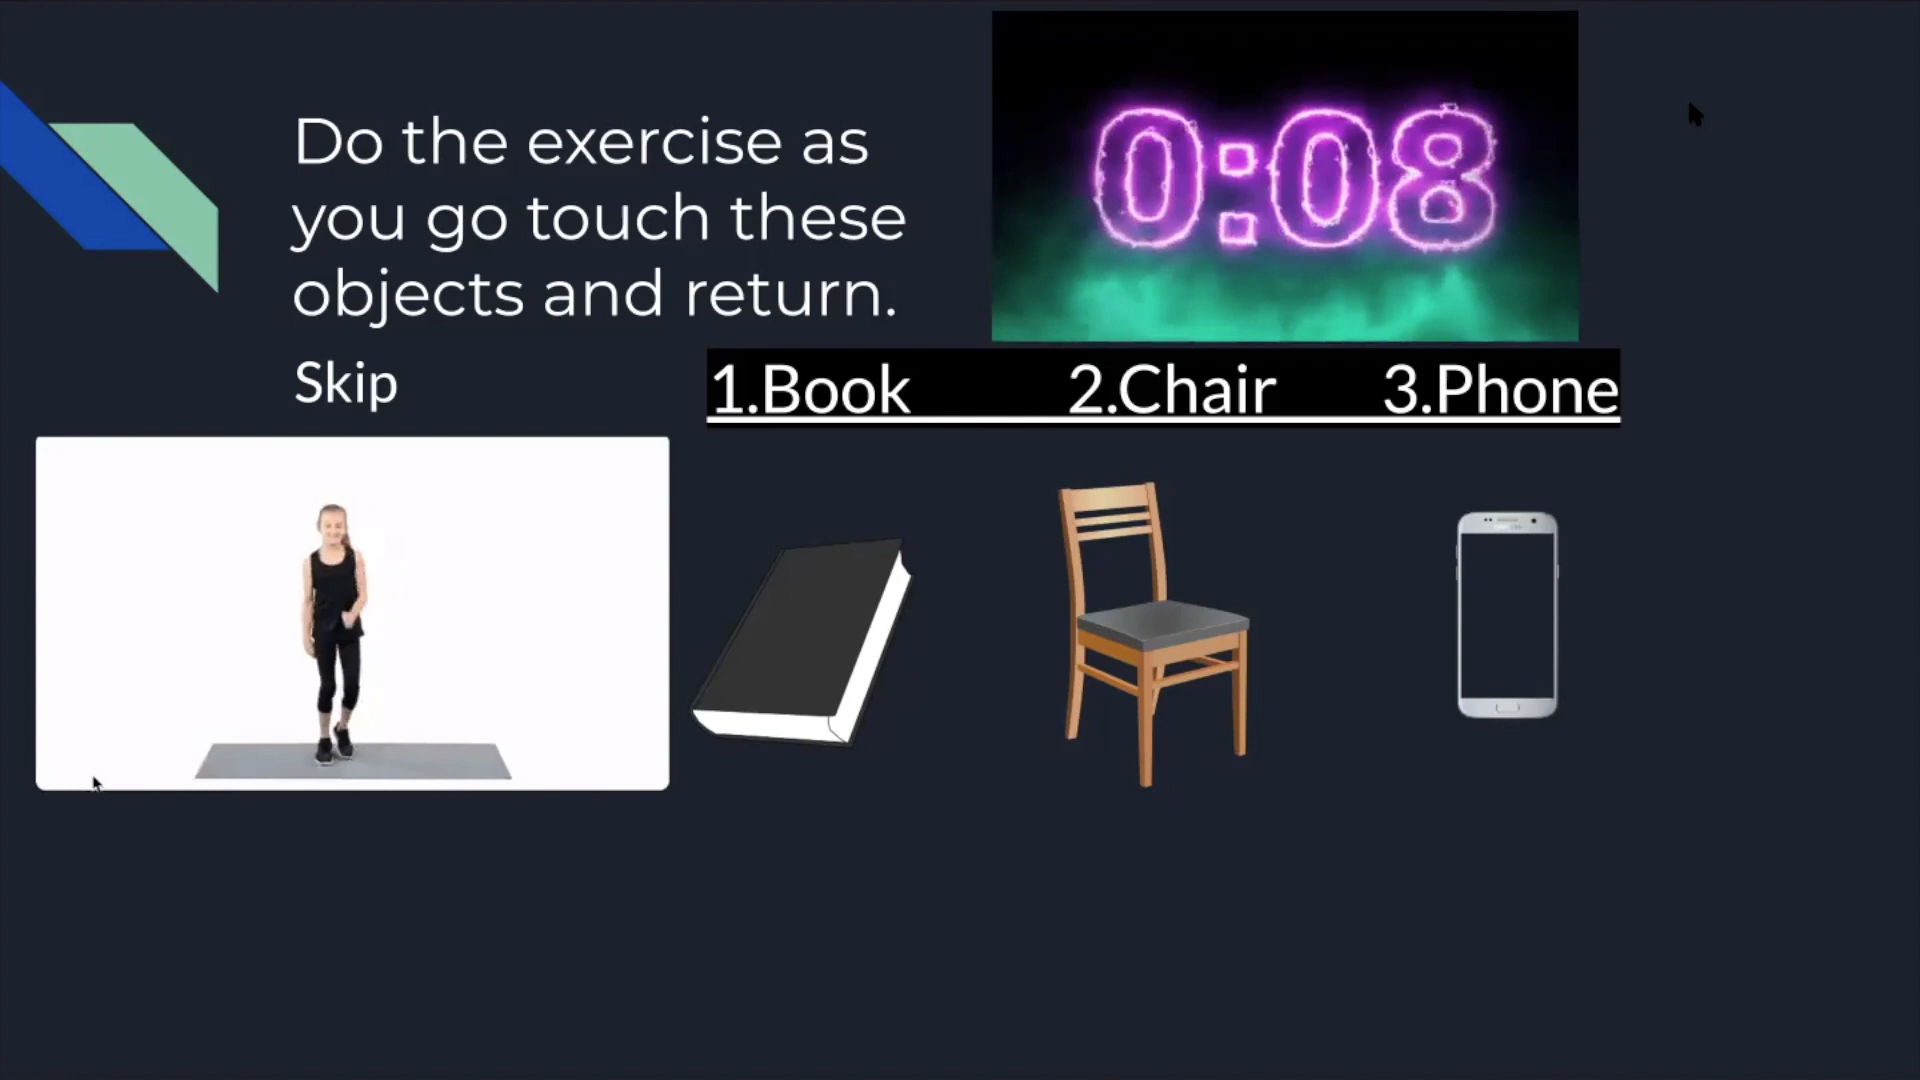 Do the exercise as
you go touch these
objects and return.
0:08
Skip
1.Book 2.Chair 3.Phone